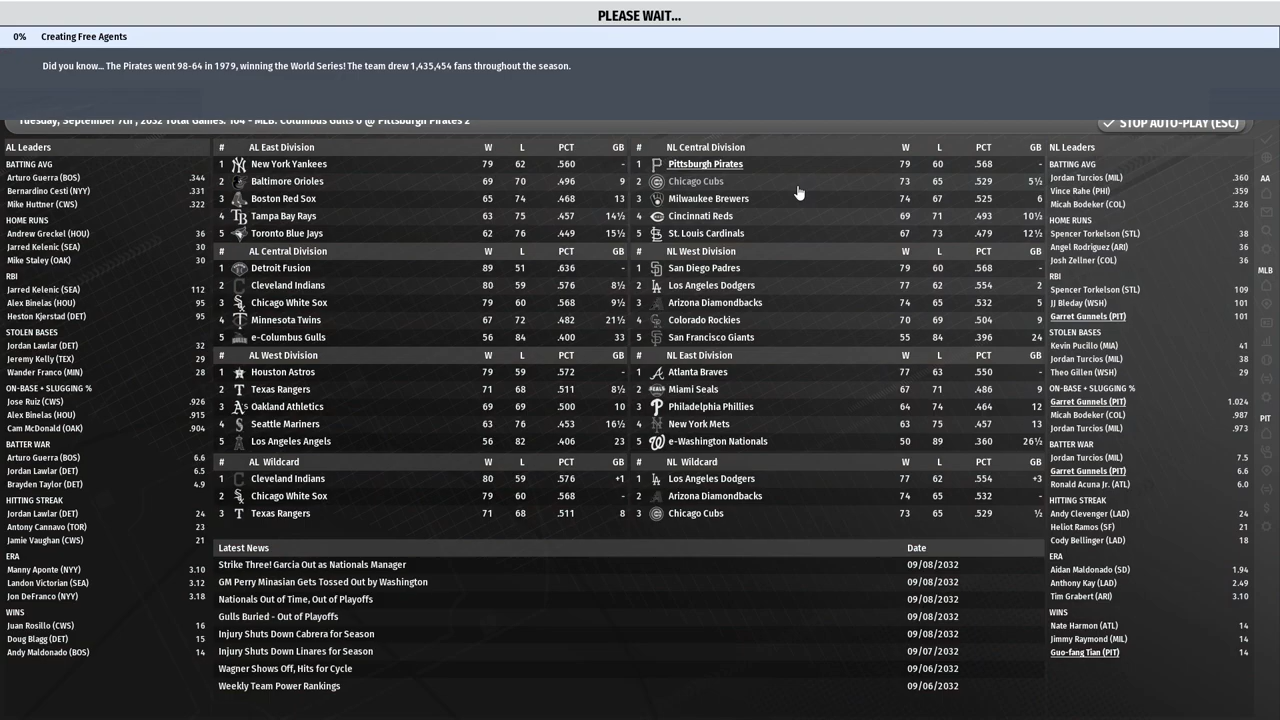 PLEASE WAIT...
0% Creating Free Agents
Did you know... The Pirates went 98-64 in 1979, winning the World Series! The team drew 1,435,454 fans throughout the season.
Tuesday, September 7th, 2032 Total Games: 164 - MLB: Columbus Gulls 0 @ Pittsburgh Pirates 2
STOP AUTO-PLAY (ESC)
AL Leaders
BATTING AVG
Arturo Guerra (BOS) .344
Bernardino Cesti (NYY) .331
Mike Huttner (CWS) .322
HOME RUNS
Andrew Greckel (HOU) 36
Jarred Kelenic (SEA) 30
Mike Staley (OAK) 30
RBI
Jarred Kelenic (SEA) 112
Alex Binelas (HOU) 95
Heston Kjerstad (DET) 95
STOLEN BASES
Jordan Lawlar (DET) 32
Jeremy Kelly (TEX) 29
Wander Franco (MIN) 28
ON-BASE + SLUGGING %
Jose Ruiz (CWS) .926
Alex Binelas (HOU) .915
Cam McDonald (OAK) .904
BATTER WAR
Arturo Guerra (BOS) 6.6
Jordan Lawlar (DET) 6.5
Brayden Taylor (DET) 4.9
HITTING STREAK
Jordan Lawlar (DET) 24
Antony Cannavo (TOR) 23
Jamie Vaughan (CWS) 21
ERA
Manny Aponte (NYY) 3.10
Landon Victorian (SEA) 3.12
Jon DeFranco (NYY) 3.18
WINS
Juan Rosillo (CWS) 16
Doug Blagg (DET) 15
Andy Maldonado (BOS) 14
# AL East Division W L PCT GB
1 New York Yankees 79 62 .560 -
2 Baltimore Orioles 69 70 .496 9
3 Boston Red Sox 65 74 .468 13
4 Tampa Bay Rays 63 75 .457 14½
5 Toronto Blue Jays 62 76 .449 15½
# AL Central Division W L PCT GB
1 Detroit Fusion 89 51 .636 -
2 Cleveland Indians 80 59 .576 8½
3 Chicago White Sox 79 60 .568 9½
4 Minnesota Twins 67 72 .482 21½
5 e-Columbus Gulls 56 84 .400 33
# AL West Division W L PCT GB
1 Houston Astros 79 59 .572 -
2 Texas Rangers 71 68 .511 8½
3 Oakland Athletics 69 69 .500 10
4 Seattle Mariners 63 76 .453 16½
5 Los Angeles Angels 56 82 .406 23
# AL Wildcard W L PCT GB
1 Cleveland Indians 80 59 .576 +1
2 Chicago White Sox 79 60 .568 -
3 Texas Rangers 71 68 .511 8
# NL Central Division W L PCT GB
1 Pittsburgh Pirates 79 60 .568 -
2 Chicago Cubs 73 65 .529 5½
3 Milwaukee Brewers 74 67 .525 6
4 Cincinnati Reds 69 71 .493 10½
5 St. Louis Cardinals 67 73 .479 12½
# NL West Division W L PCT GB
1 San Diego Padres 79 60 .568 -
2 Los Angeles Dodgers 77 62 .554 2
3 Arizona Diamondbacks 74 65 .532 5
4 Colorado Rockies 70 69 .504 9
5 San Francisco Giants 55 84 .396 24
# NL East Division W L PCT GB
1 Atlanta Braves 77 63 .550 -
2 Miami Seals 67 71 .486 9
3 Philadelphia Phillies 64 74 .464 12
4 New York Mets 63 75 .457 13
5 e-Washington Nationals 50 89 .360 26½
# NL Wildcard W L PCT GB
1 Los Angeles Dodgers 77 62 .554 +3
2 Arizona Diamondbacks 74 65 .532 -
3 Chicago Cubs 73 65 .529 ½
Latest News Date
Strike Three! Garcia Out as Nationals Manager 09/08/2032
GM Perry Minasian Gets Tossed Out by Washington 09/08/2032
Nationals Out of Time, Out of Playoffs 09/08/2032
Gulls Buried - Out of Playoffs 09/08/2032
Injury Shuts Down Cabrera for Season 09/08/2032
Injury Shuts Down Linares for Season 09/07/2032
Wagner Shows Off, Hits for Cycle 09/06/2032
Weekly Team Power Rankings 09/06/2032
NL Leaders
BATTING AVG
Jordan Turcios (MIL) .360
Vince Rahe (PHI) .359
Micah Bodeker (COL) .326
HOME RUNS
Spencer Torkelson (STL) 38
Angel Rodriguez (ARI) 36
Josh Zellner (COL) 36
RBI
Spencer Torkelson (STL) 109
JJ Bleday (WSH) 101
Garret Gunnels (PIT) 101
STOLEN BASES
Kevin Pucillo (MIA) 41
Jordan Turcios (MIL) 38
Theo Gillen (WSH) 29
ON-BASE + SLUGGING %
Garret Gunnels (PIT) 1.024
Micah Bodeker (COL) .987
Jordan Turcios (MIL) .973
BATTER WAR
Jordan Turcios (MIL) 7.5
Garret Gunnels (PIT) 6.6
Ronald Acuna Jr. (ATL) 6.0
HITTING STREAK
Andy Clevenger (LAD) 24
Heliot Ramos (SF) 21
Cody Bellinger (LAD) 18
ERA
Aidan Maldonado (SD) 1.94
Anthony Kay (LAD) 2.49
Tim Grabert (ARI) 3.10
WINS
Nate Harmon (ATL) 14
Jimmy Raymond (MIL) 14
Guo-fang Tian (PIT) 14
AA
MLB
PIT